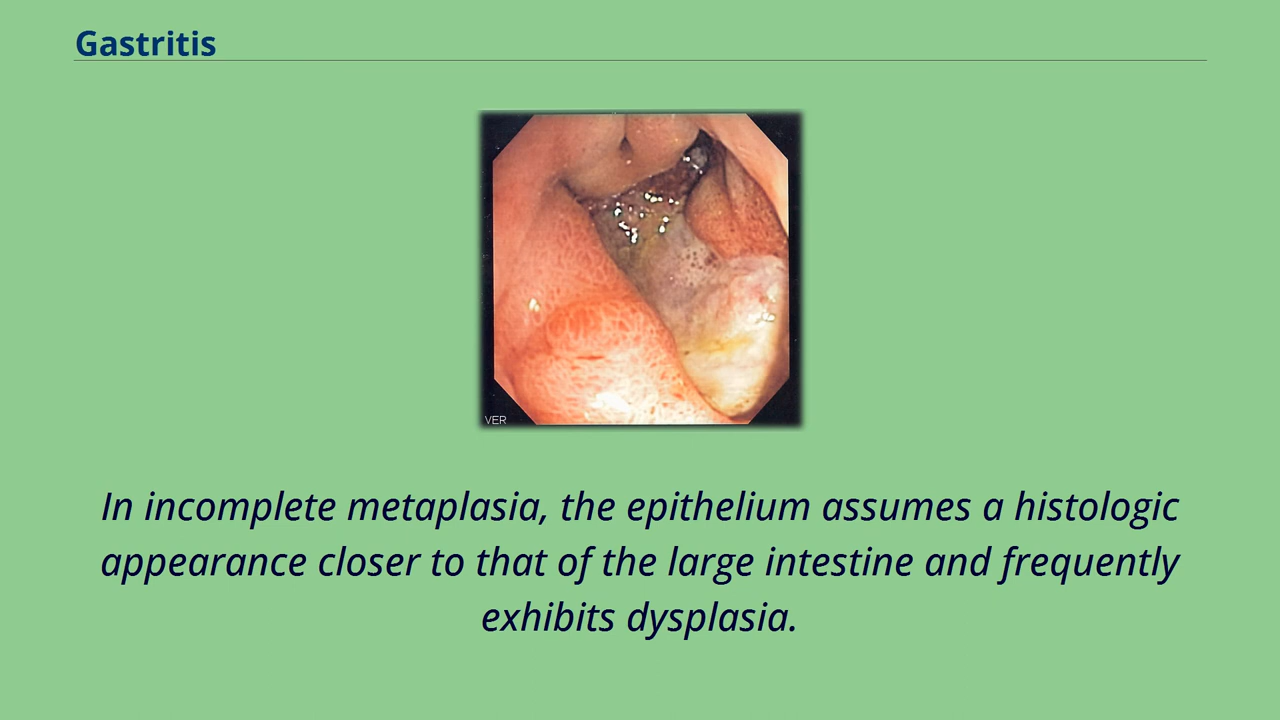 Gastritis
VER
In incomplete metaplasia, the epithelium assumes a histologic
appearance closer to that of the large intestine and frequently
exhibits dysplasia.